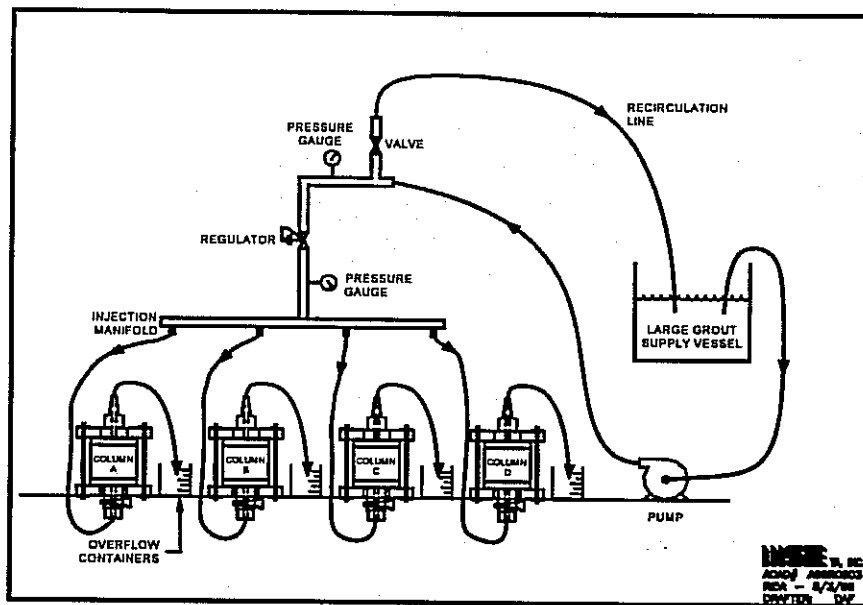 RECIRCULATION
LINE
PRESSURE
GAUGE
VALVE
REGULATOR
PRESSURE
GAUGE
INJECTION
MANIFOLD
LARGE GROUT
SUPPLY VESSEL
COLUMN
A
COLUMN
B
COLUMN
C
COLUMN
D
PUMP
OVERFLOW
CONTAINERS
DRAFTER